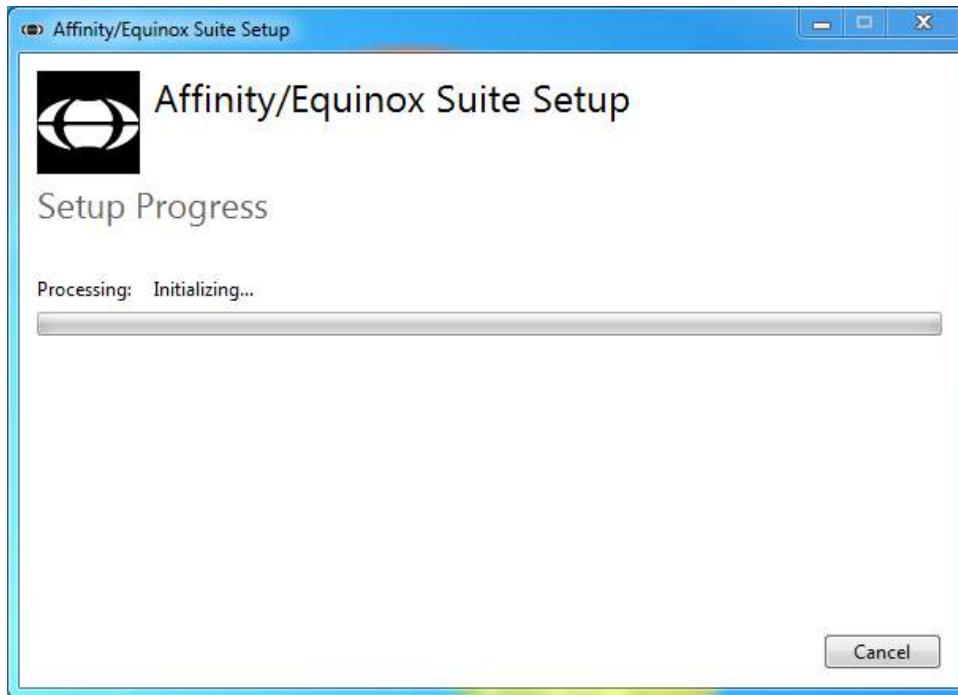 Affinity/Equinox Suite Setup
Affinity/Equinox Suite Setup
Setup Progress
Processing: Initializing...
Cancel